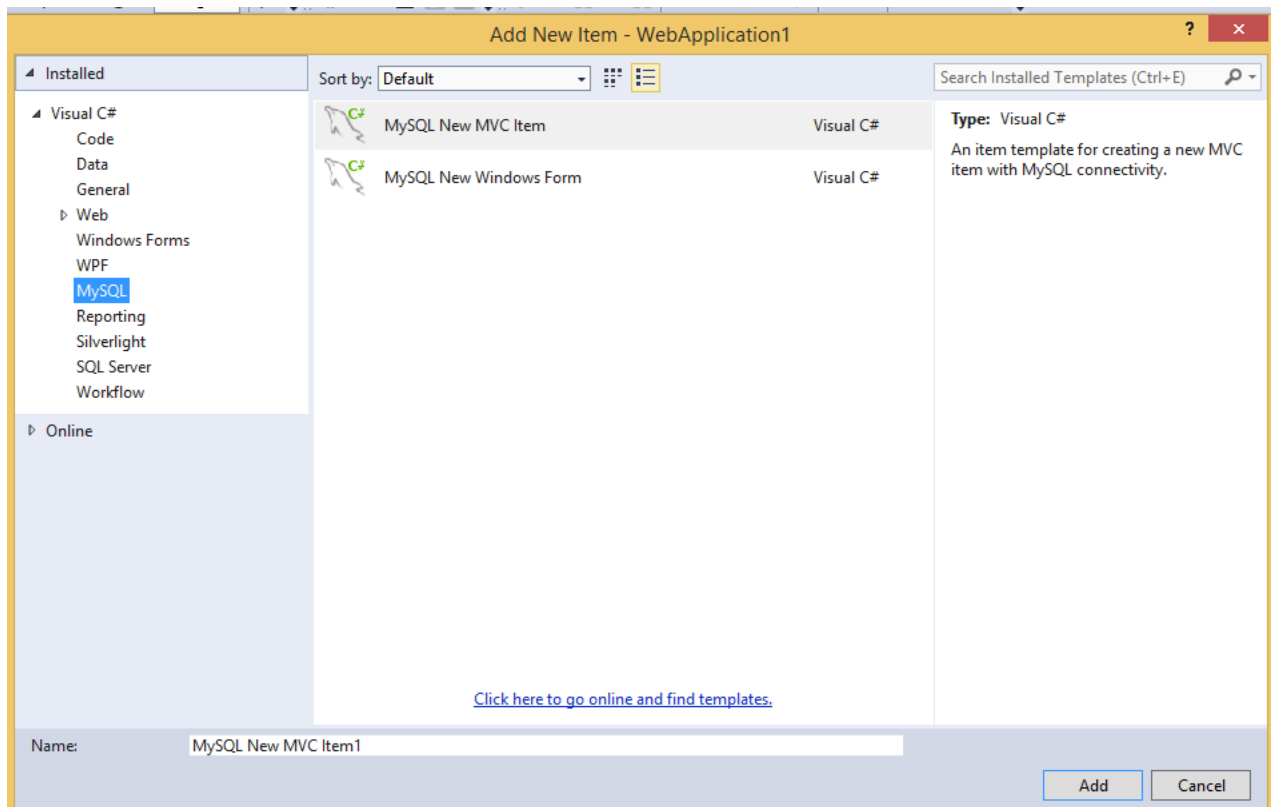 Add New Item - WebApplication1
?
Installed
Sort by: Default
Search Installed Templates (Ctrl+E)
Visual C#
Code
Data
General
Web
Windows Forms
WPF
MySQL
Reporting
Silverlight
SQL Server
Workflow
Online
C# MySQL New MVC Item Visual C#
C# MySQL New Windows Form Visual C#
Click here to go online and find templates.
Type: Visual C#
An item template for creating a new MVC
item with MySQL connectivity.
Name: MySQL New MVC Item1
Add Cancel